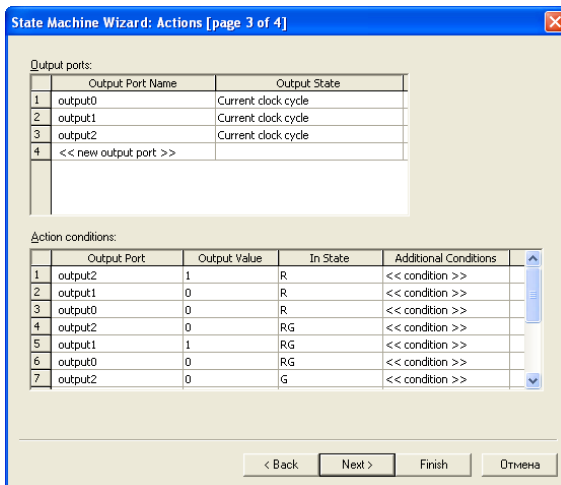 State Machine Wizard: Actions [page 3 of 4]
Output ports:
Output Port Name Output State
1 output0 Current clock cycle
2 output1 Current clock cycle
3 output2 Current clock cycle
4 << new output port >>
Action conditions:
Output Port Output Value In State Additional Conditions
1 output2 1 R << condition >>
2 output1 0 R << condition >>
3 output0 0 R << condition >>
4 output2 0 RG << condition >>
5 output1 1 RG << condition >>
6 output0 0 RG << condition >>
7 output2 0 G << condition >>
< Back Next > Finish Отмена